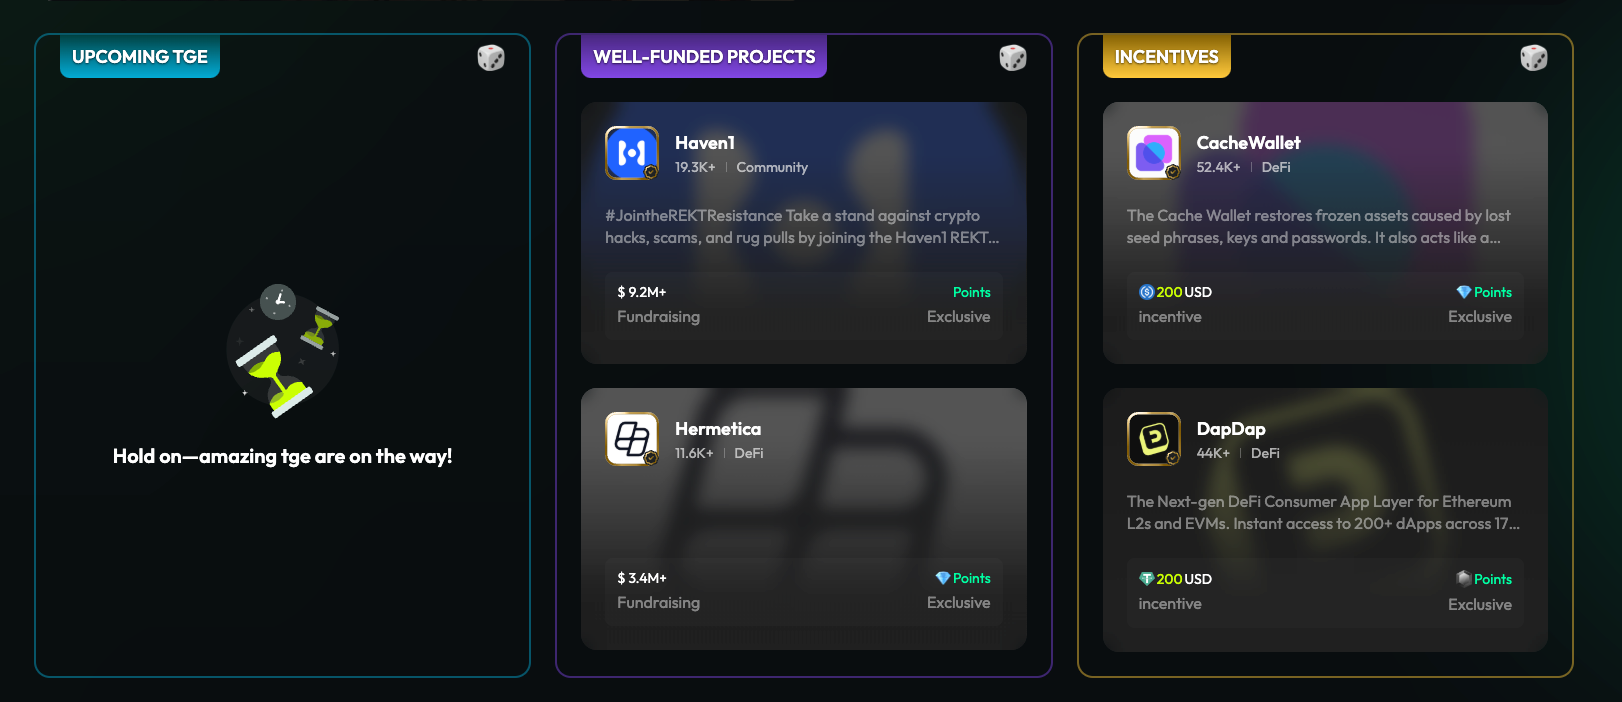 UPCOMING TGE
Hold on—amazing tge are on the way!
WELL-FUNDED PROJECTS
Haven1
19.3K+ | Community
#JointheREKTResistance Take a stand against crypto
hacks, scams, and rug pulls by joining the Haven1 REKT...
$ 9.2M+ Points
Fundraising Exclusive
Hermetica
11.6K+ | DeFi
$ 3.4M+ Points
Fundraising Exclusive
INCENTIVES
CacheWallet
52.4K+ | DeFi
The Cache Wallet restores frozen assets caused by lost
seed phrases, keys and passwords. It also acts like a...
200 USD Points
incentive Exclusive
DapDap
44K+ | DeFi
The Next-gen DeFi Consumer App Layer for Ethereum
L2s and EVMs. Instant access to 200+ dApps across 17...
200 USD Points
incentive Exclusive